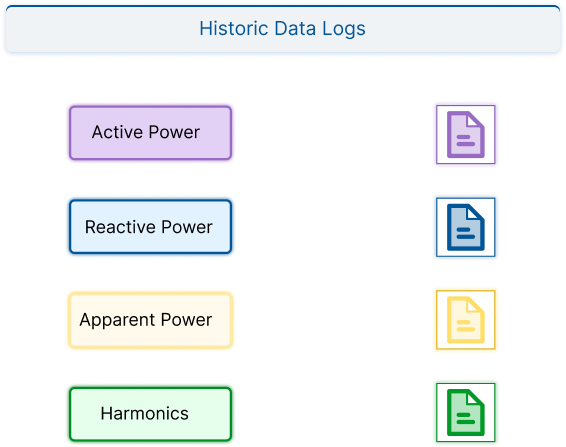 Historic Data Logs
Active Power
Reactive Power
Apparent Power
Harmonics